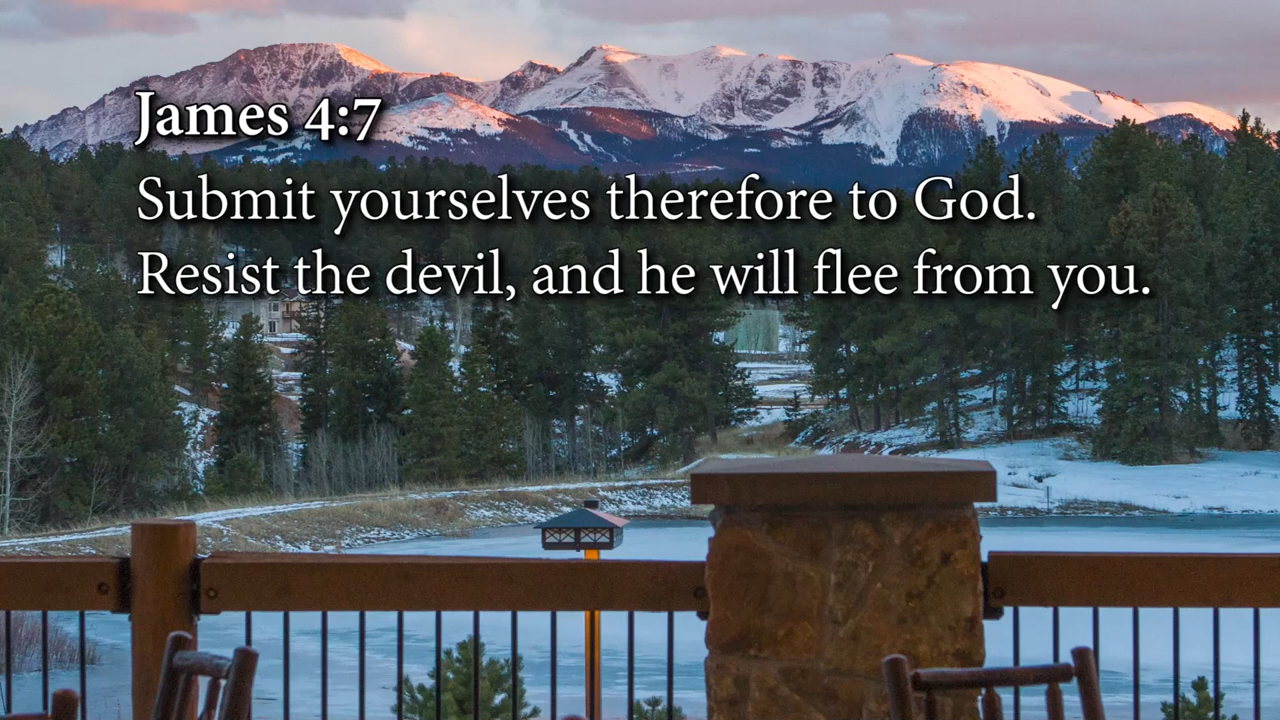 James 4:7
Submit yourselves therefore to God.
Resist the devil, and he will flee from you.